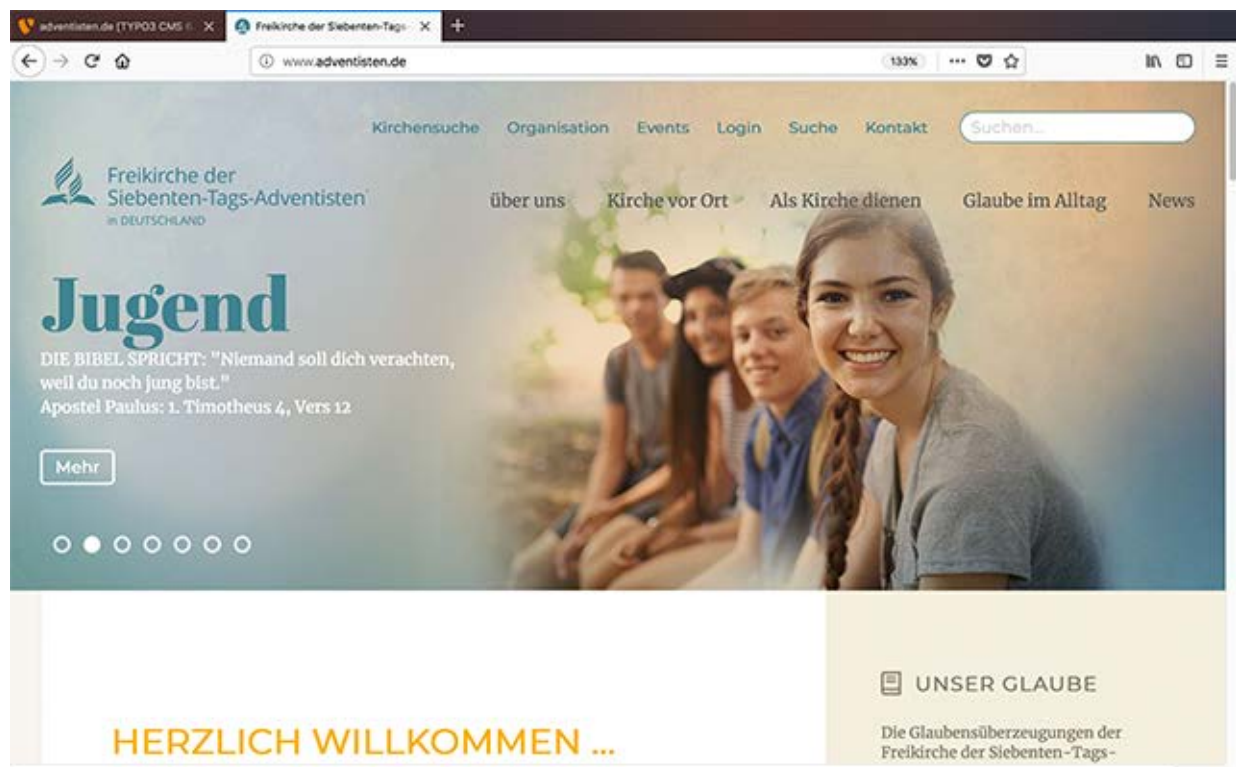 adventisten.de (TYPO3 CMS 6.
Freikirche der Siebenten-Tags-
www.adventisten.de
133%
Kirchensuche Organisation Events Login Suche Kontakt Suchen...
Freikirche der
Siebenten-Tags-Adventisten
in DEUTSCHLAND
über uns Kirche vor Ort Als Kirche dienen Glaube im Alltag News
Jugend
DIE BIBEL SPRICHT: "Niemand soll dich verachten,
weil du noch jung bist."
Apostel Paulus: 1. Timotheus 4, Vers 12
Mehr
HERZLICH WILLKOMMEN ...
UNSER GLAUBE
Die Glaubensüberzeugungen der
Freikirche der Siebenten-Tags-